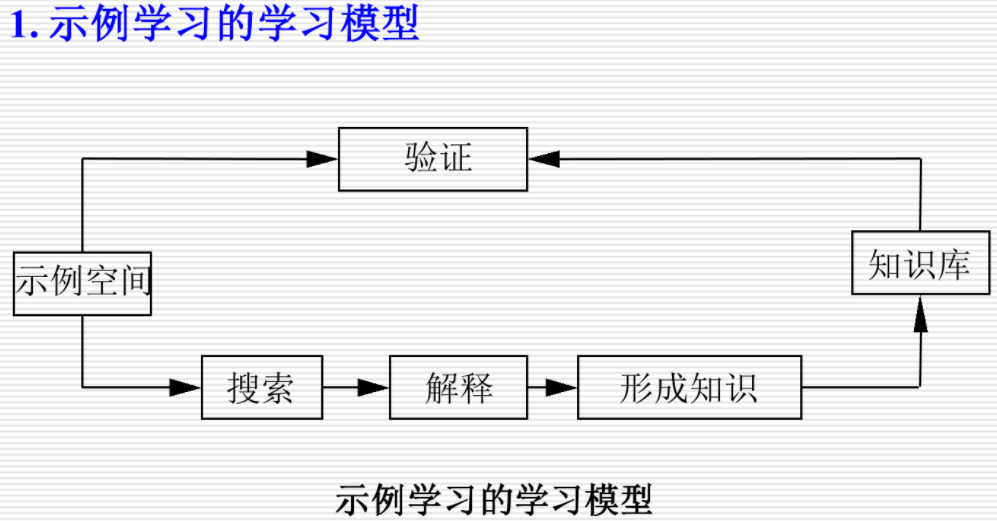 1. 示例学习的学习模型
验证
示例空间
知识库
搜索
解释
形成知识
示例学习的学习模型